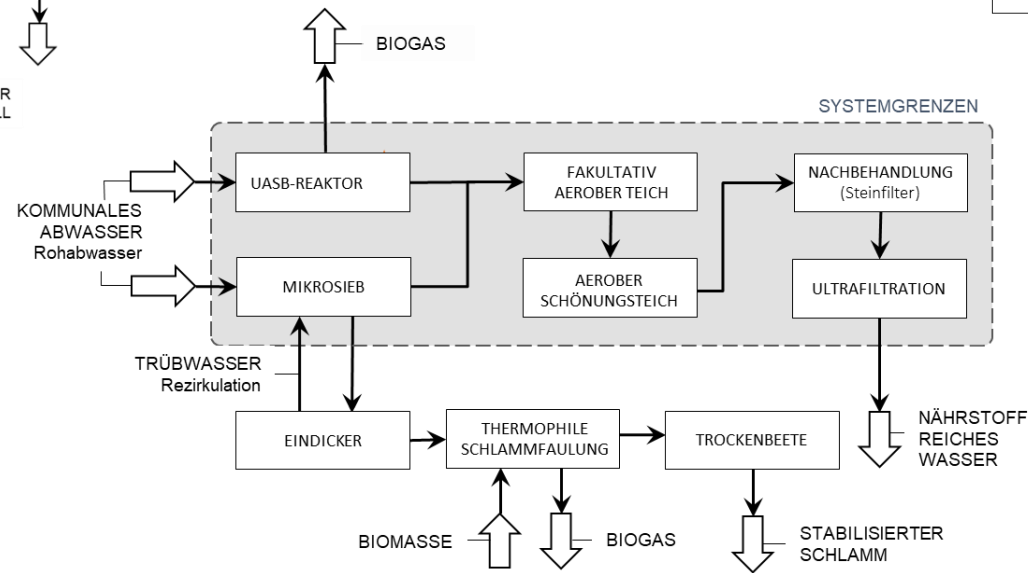 BIOGAS
R
LL
SYSTEMGRENZEN
UASB-REAKTOR
FAKULTATIV
AEROBER TEICH
NACHBEHANDLUNG
(Steinfilter)
KOMMUNALES
ABWASSER
Rohabwasser
MIKROSIEB
AEROBER
SCHÖNUNGSTEICH
ULTRAFILTRATION
TRÜBWASSER
Rezirkulation
EINDICKER
THERMOPHILE
SCHLAMMFAULUNG
TROCKENBEETE
NÄHRSTOFF
REICHES
WASSER
BIOMASSE
BIOGAS
STABILISIERTER
SCHLAMM